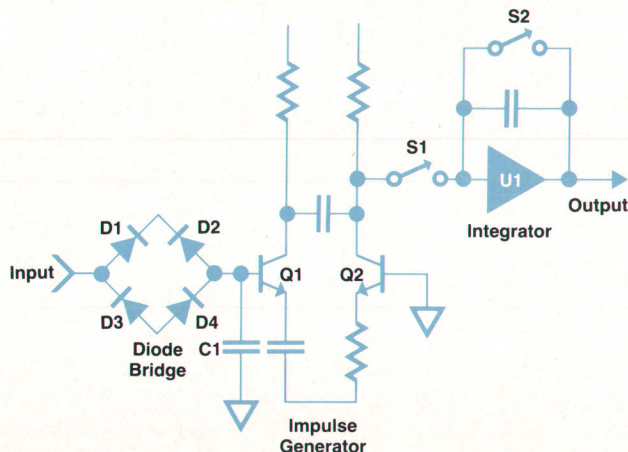 S2
S1
U1
Output
Integrator
D1
D2
Input
Q1
Q2
D3
D4
C1
Diode
Bridge
Impulse
Generator